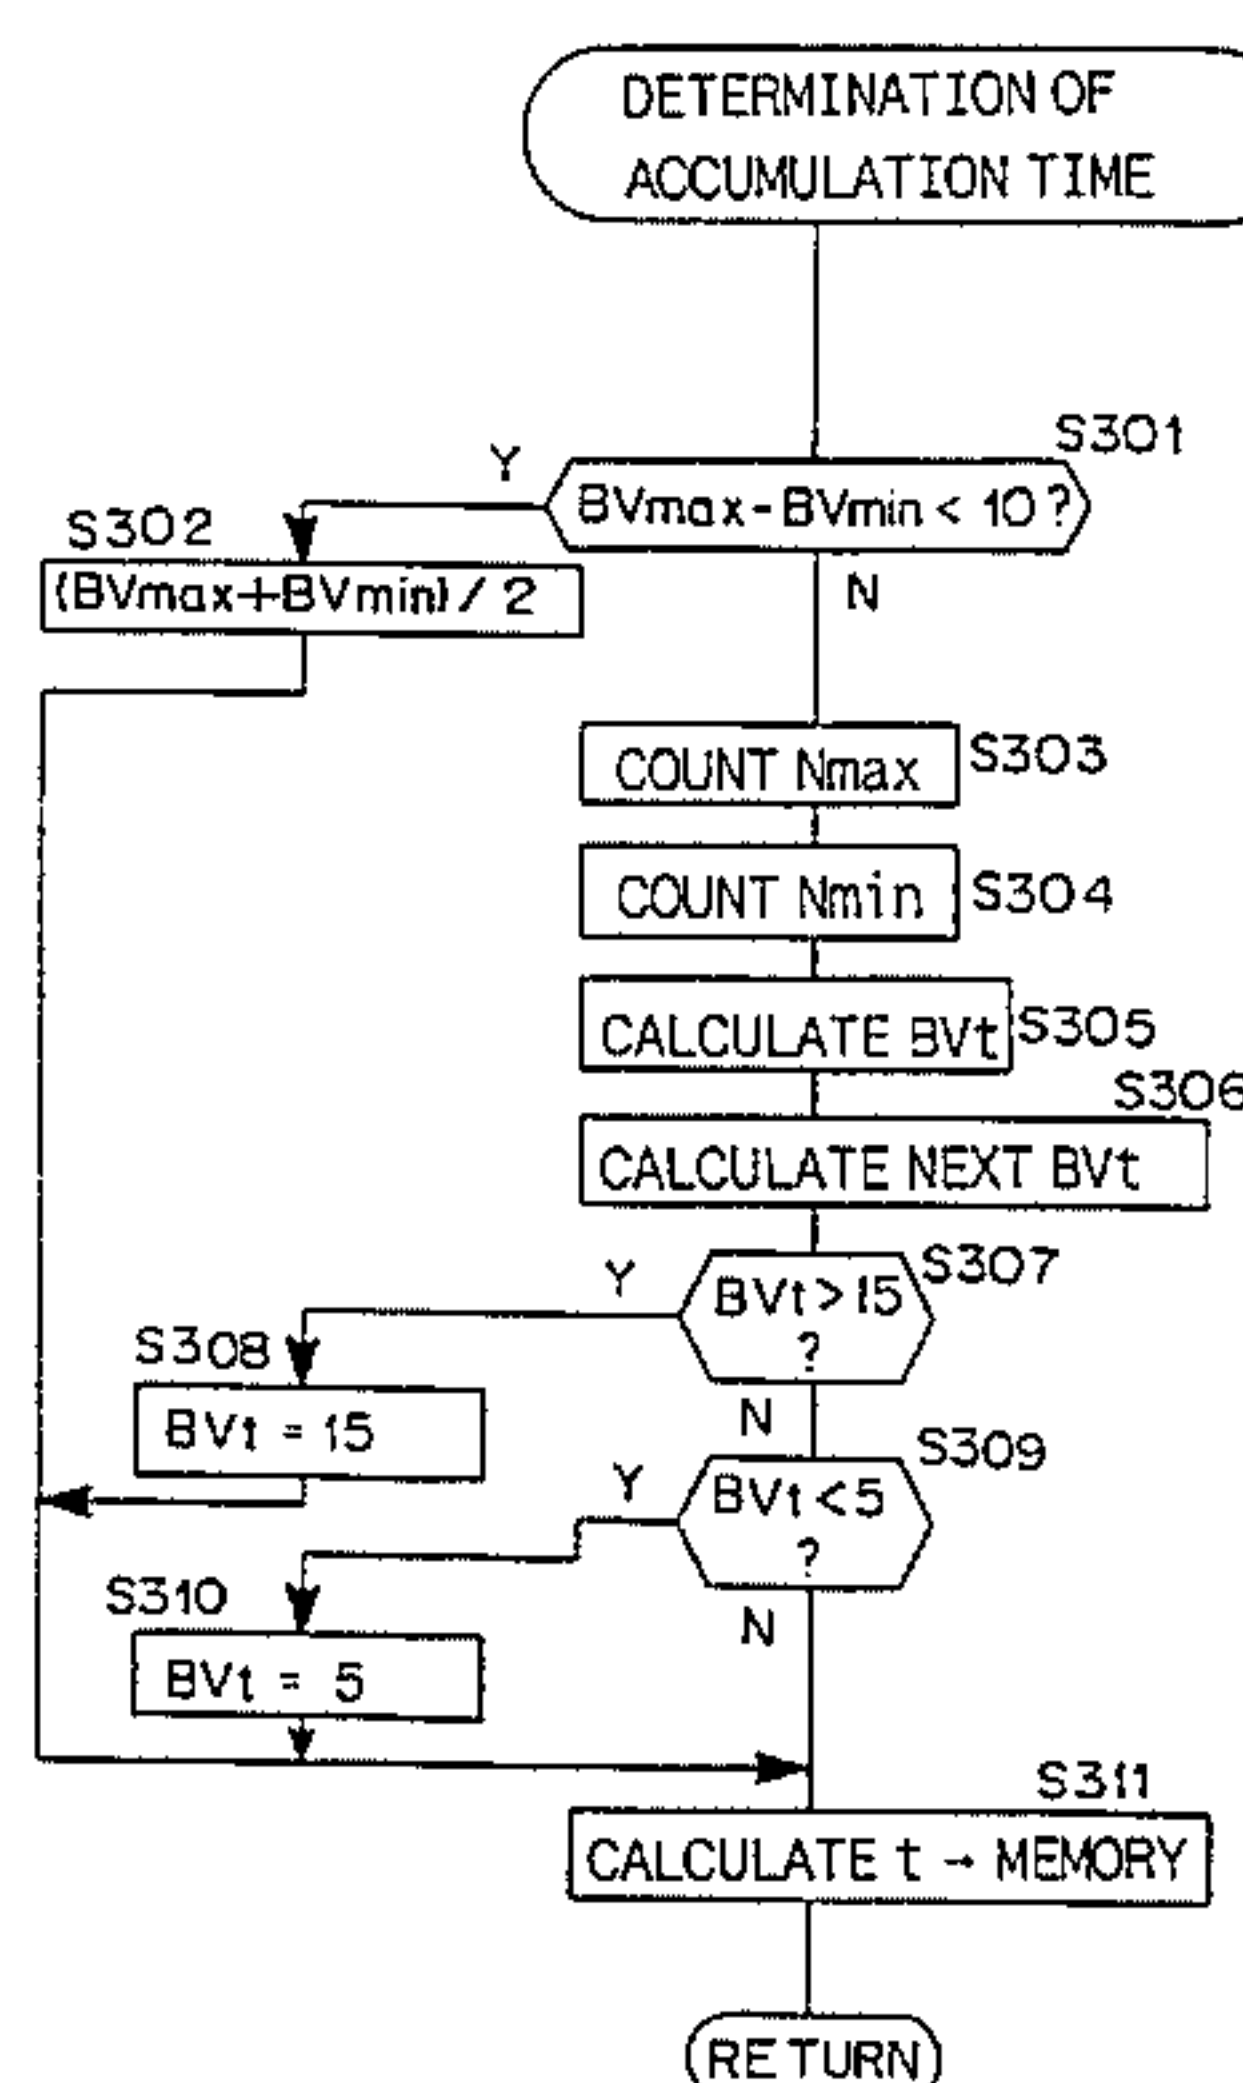 DETERMINATION OF
ACCUMULATION TIME
S301
Y
BVmax-BVmin < 10?
S302
(BVmax+BVmin) / 2
N
COUNT Nmax
S303
COUNT Nmin
S304
CALCULATE BVt
S305
S306
CALCULATE NEXT BVt
S307
Y
BVt > 15
?
S308
BVt = 15
N
S309
Y
BVt < 5
?
S310
N
BVt = 5
S311
CALCULATE t → MEMORY
RETURN